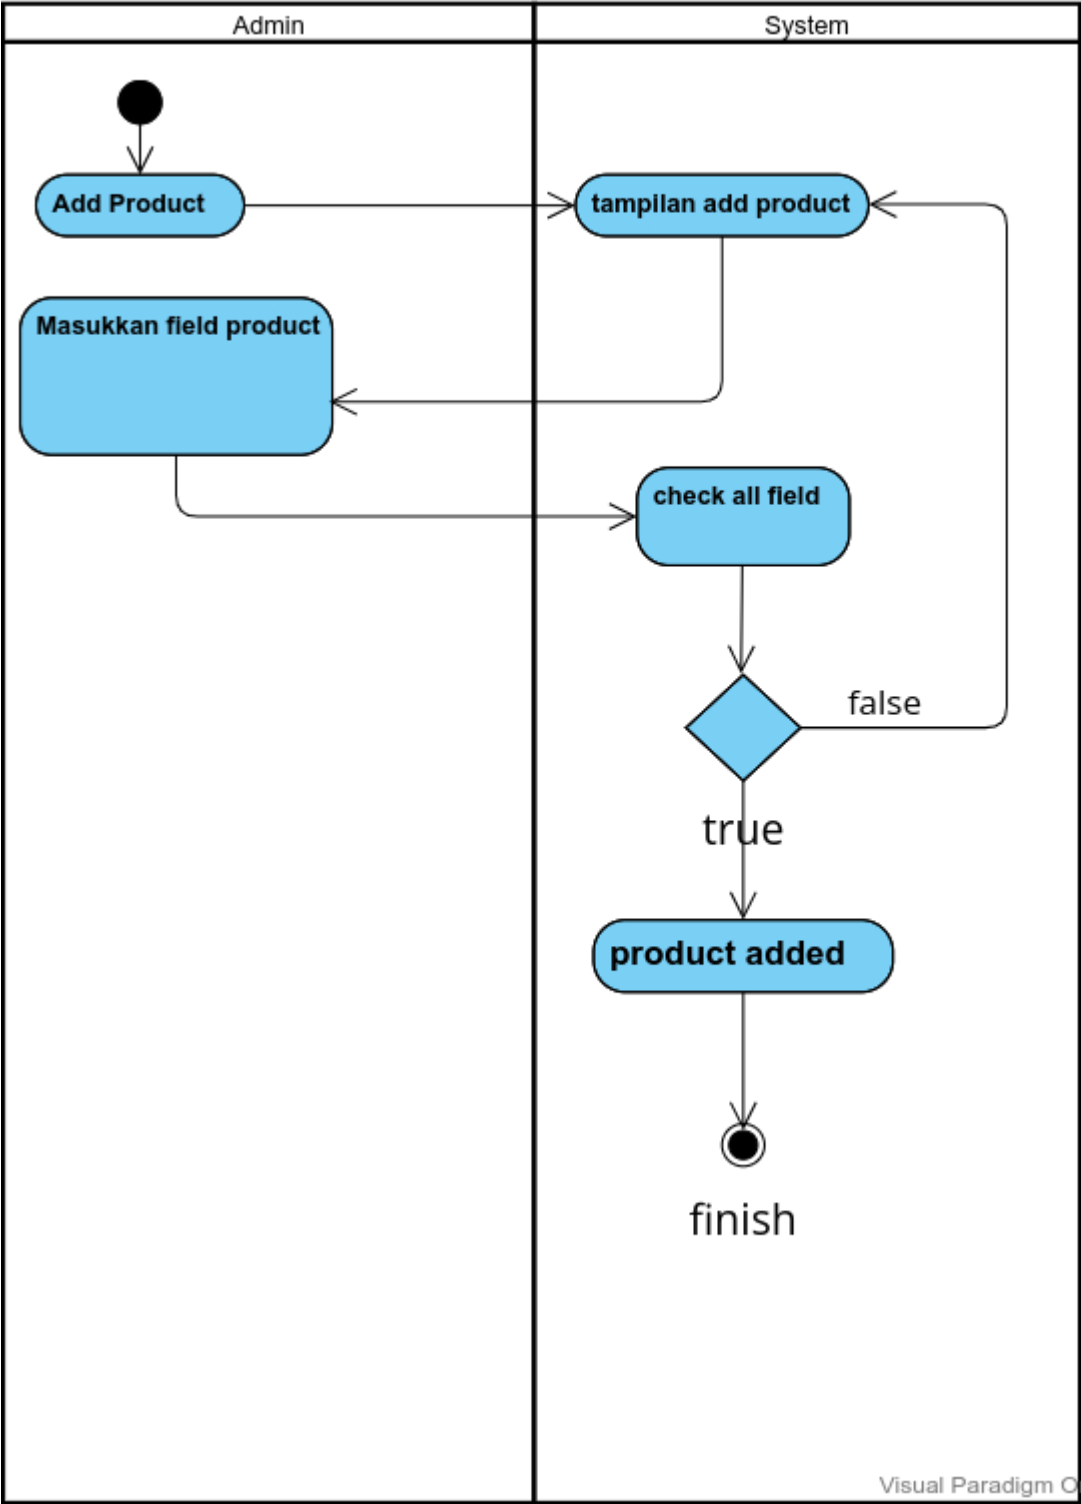 Admin
System
Add Product
tampilan add product
Masukkan field product
check all field
false
true
product added
finish
Visual Paradigm O